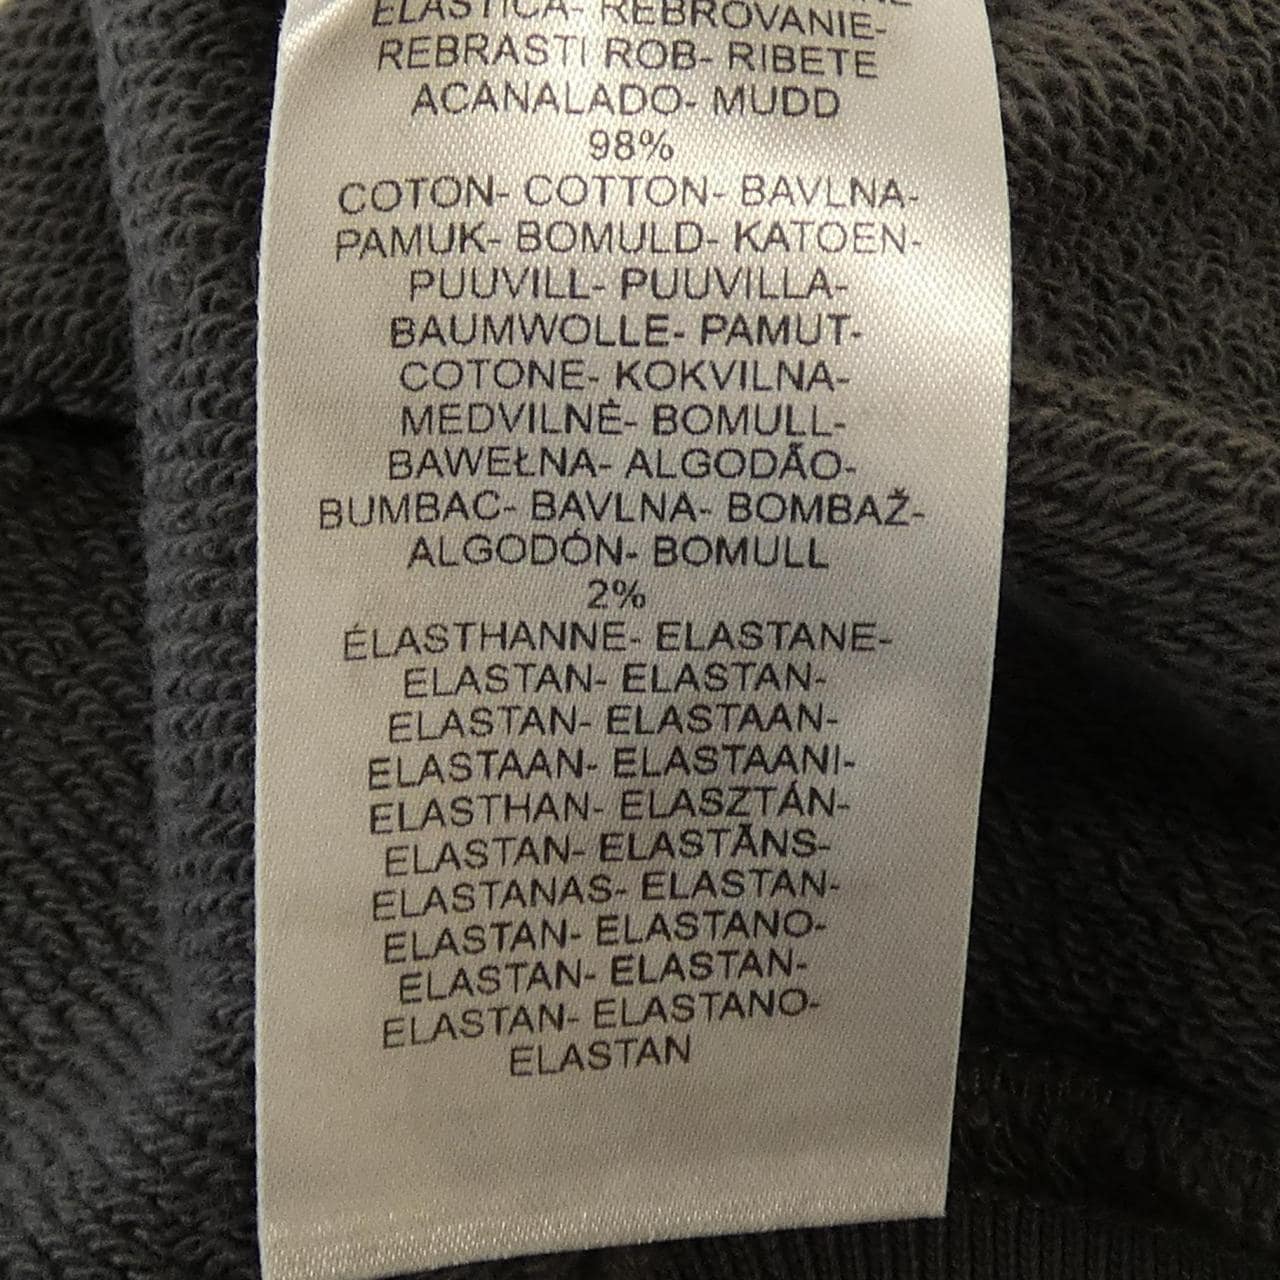 ELASTICA- REBROVANIE-
REBRASTI ROB- RIBETE
ACANALADO- MUDD
98%
COTON- COTTON- BAVLNA-
PAMUK- BOMULD- KATOEN-
PUUVILL- PUUVILLA-
BAUMWOLLE- PAMUT-
COTONE- KOKVILNA-
MEDVILNĖ- BOMULL-
BAWEŁNA- ALGODÃO-
BUMBAC- BAVLNA- BOMBAŽ-
ALGODÓN- BOMULL
2%
ÉLASTHANNE- ELASTANE-
ELASTAN- ELASTAN-
ELASTAN- ELASTAAN-
ELASTAAN- ELASTAANI-
ELASTHAN- ELASZTÁN-
ELASTAN- ELASTĀNS-
ELASTANAS- ELASTAN-
ELASTAN- ELASTANO-
ELASTAN- ELASTAN-
ELASTAN- ELASTANO-
ELASTAN